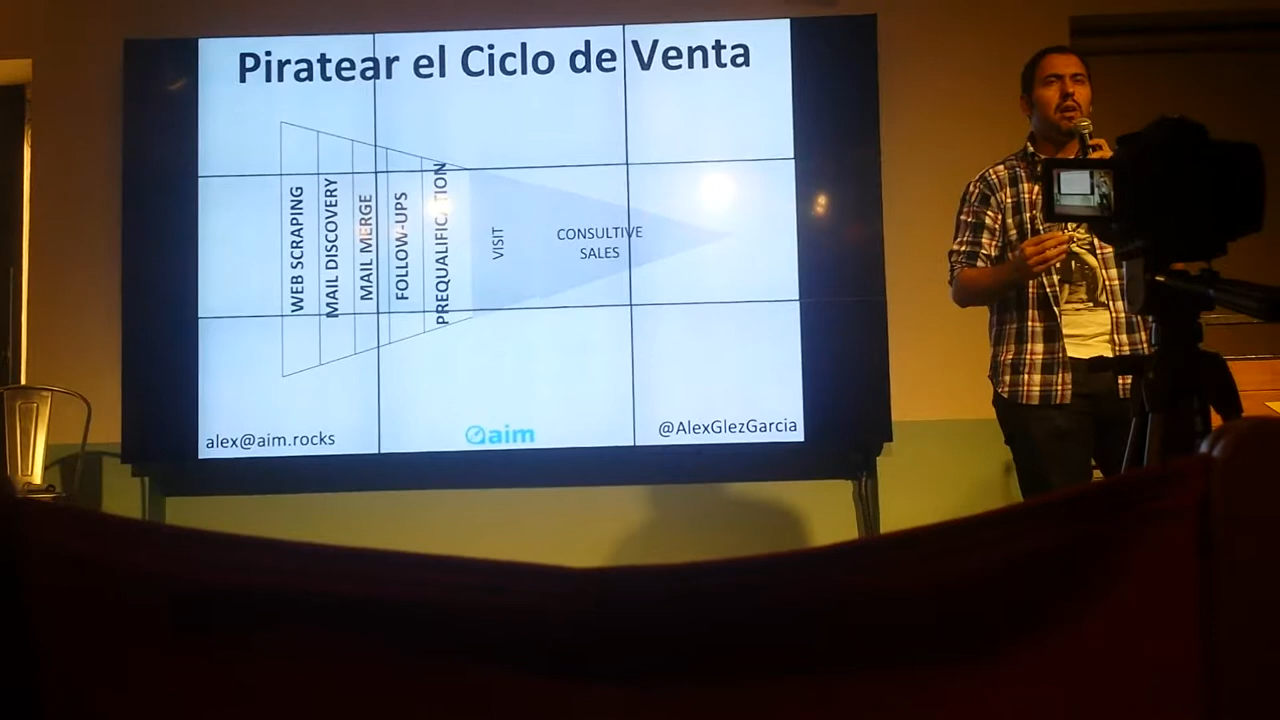 Piratear el Ciclo de Venta
WEB SCRAPING
MAIL DISCOVERY
MAIL MERGE
FOLLOW-UPS
PREQUALIFICATION
VISIT
CONSULTIVE
SALES
alex@aim.rocks
aim
@AlexGlezGarcia